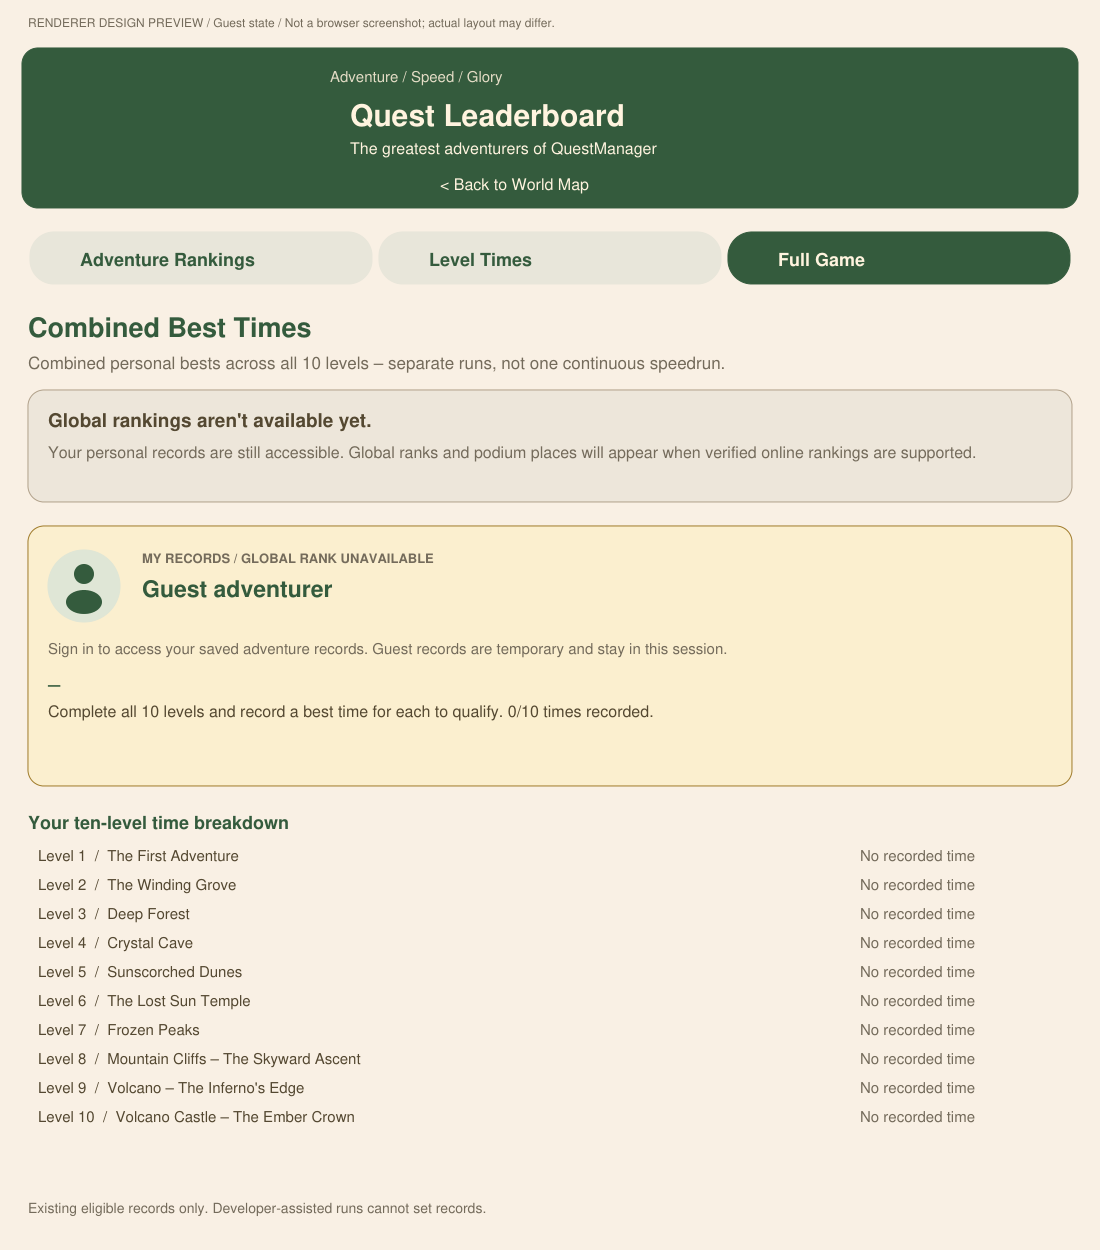 RENDERER DESIGN PREVIEW / Guest state / Not a browser screenshot; actual layout may differ.
Adventure / Speed / Glory
Quest Leaderboard
The greatest adventurers of QuestManager
< Back to World Map
Adventure Rankings
Level Times
Full Game
Combined Best Times
Combined personal bests across all 10 levels – separate runs, not one continuous speedrun.
Global rankings aren't available yet.
Your personal records are still accessible. Global ranks and podium places will appear when verified online rankings are supported.
MY RECORDS / GLOBAL RANK UNAVAILABLE
Guest adventurer
Sign in to access your saved adventure records. Guest records are temporary and stay in this session.
–
Complete all 10 levels and record a best time for each to qualify. 0/10 times recorded.
Your ten-level time breakdown
Level 1 / The First Adventure No recorded time
Level 2 / The Winding Grove No recorded time
Level 3 / Deep Forest No recorded time
Level 4 / Crystal Cave No recorded time
Level 5 / Sunscorched Dunes No recorded time
Level 6 / The Lost Sun Temple No recorded time
Level 7 / Frozen Peaks No recorded time
Level 8 / Mountain Cliffs – The Skyward Ascent No recorded time
Level 9 / Volcano – The Inferno's Edge No recorded time
Level 10 / Volcano Castle – The Ember Crown No recorded time
Existing eligible records only. Developer-assisted runs cannot set records.